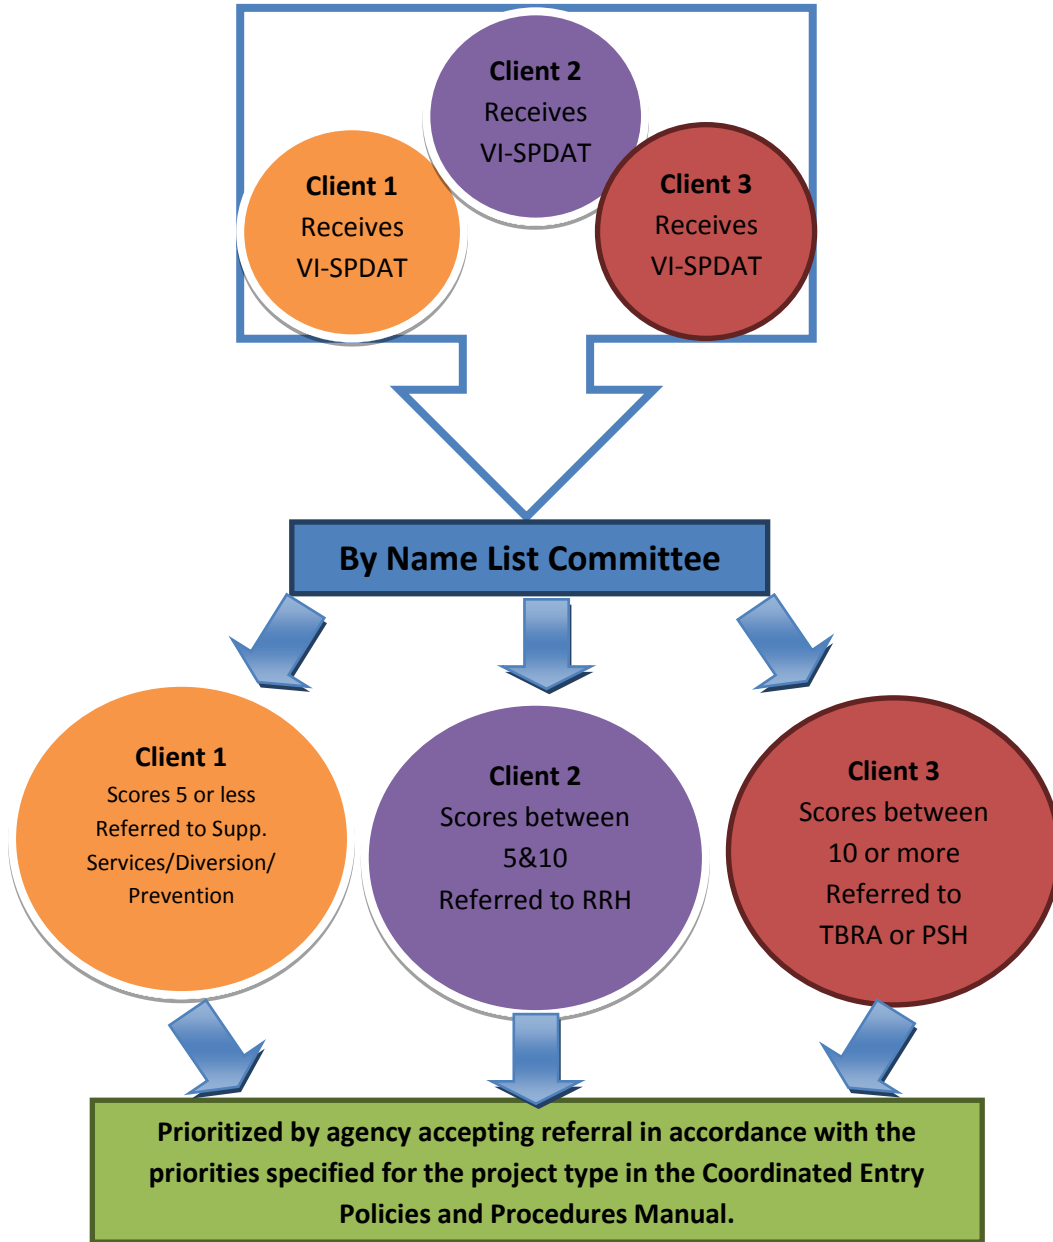 Client 1
Receives
VI-SPDAT
Client 2
Receives
VI-SPDAT
Client 3
Receives
VI-SPDAT
By Name List Committee
Client 1
Scores 5 or less
Referred to Supp.
Services/Diversion/
Prevention
Client 2
Scores between
5&10
Referred to RRH
Client 3
Scores between
10 or more
Referred to
TBRA or PSH
Prioritized by agency accepting referral in accordance with the
priorities specified for the project type in the Coordinated Entry
Policies and Procedures Manual.